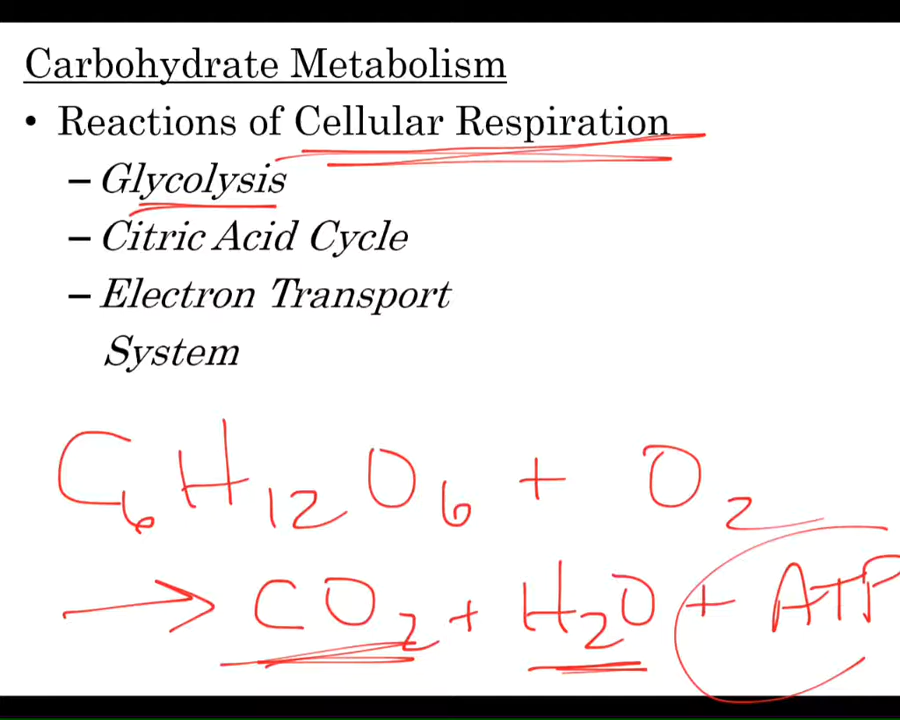 Carbohydrate Metabolism
• Reactions of Cellular Respiration
– Glycolysis
– Citric Acid Cycle
– Electron Transport
System
C₆H₁₂O₆ + O₂
→ CO₂ + H₂O + ATP